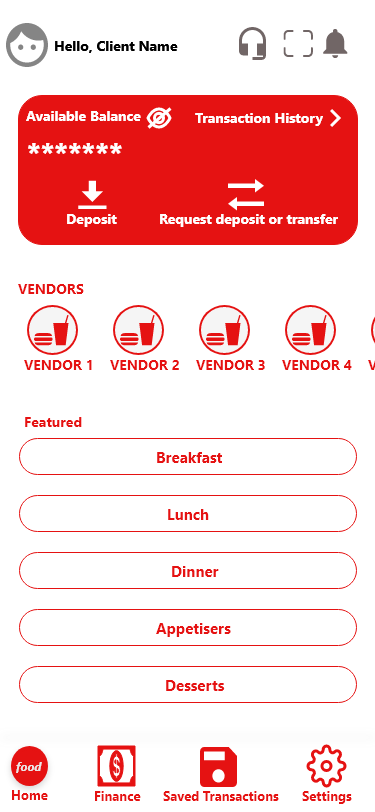 Hello, Client Name
Available Balance
Transaction History
*******
Deposit
Request deposit or transfer
VENDORS
VENDOR 1
VENDOR 2
VENDOR 3
VENDOR 4
Featured
Breakfast
Lunch
Dinner
Appetisers
Desserts
food
Home
Finance
Saved Transactions
Settings